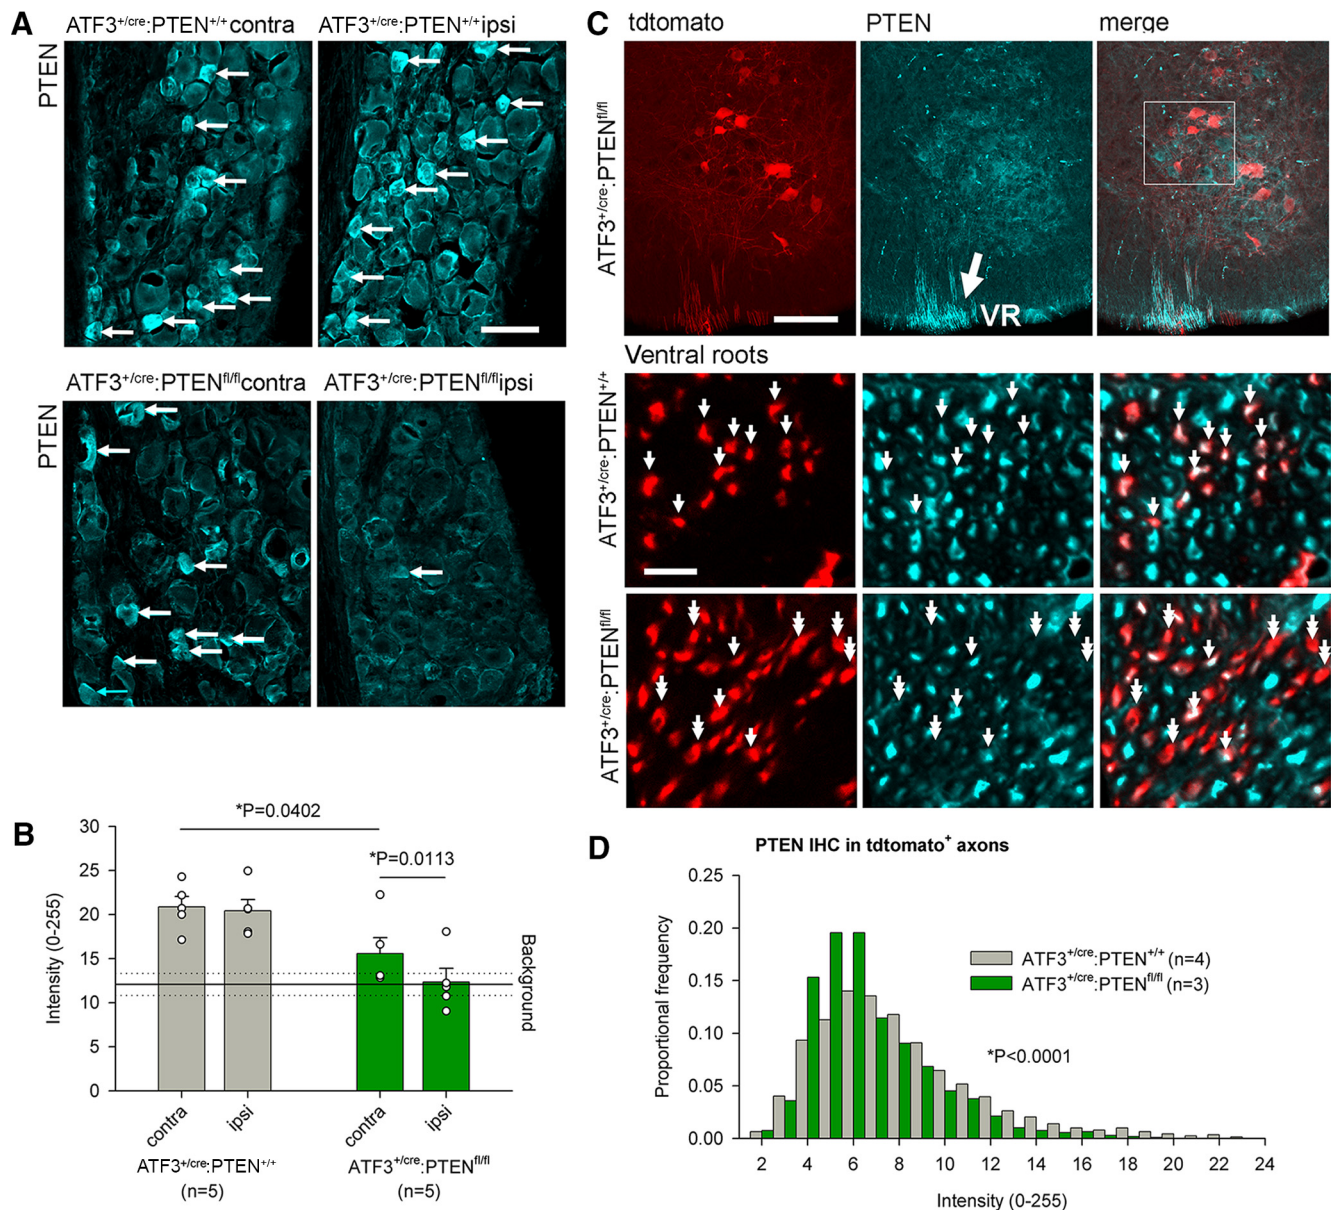 A
ATF3+/cre:PTEN+/+ contra
ATF3+/cre:PTEN+/+ ipsi
PTEN
ATF3+/cre:PTENfl/fl contra
ATF3+/cre:PTENfl/fl ipsi
PTEN
B
*P=0.0402
*P=0.0113
Intensity (0-255)
30
25
20
15
10
5
0
Background
contra
ipsi
contra
ipsi
ATF3+/cre:PTEN+/+
(n=5)
ATF3+/cre:PTENfl/fl
(n=5)
C
tdtomato
PTEN
merge
ATF3+/cre:PTENfl/fl
VR
Ventral roots
ATF3+/cre:PTEN+/+
ATF3+/cre:PTENfl/fl
D
PTEN IHC in tdtomato+ axons
Proportional frequency
0.25
0.20
0.15
0.10
0.05
0.00
ATF3+/cre:PTEN+/+ (n=4)
ATF3+/cre:PTENfl/fl (n=3)
*P<0.0001
2 4 6 8 10 12 14 16 18 20 22 24
Intensity (0-255)